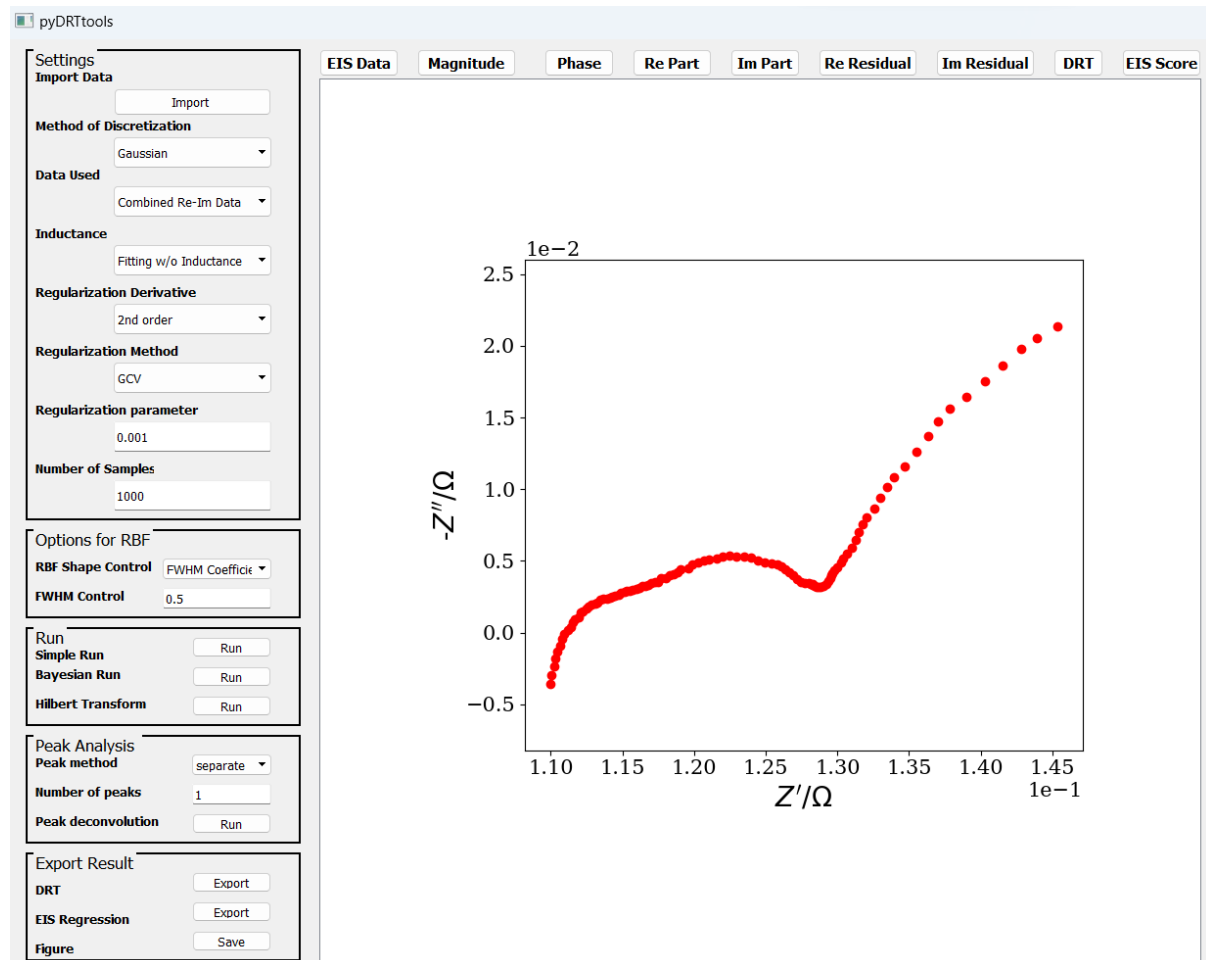 pyDRTtools
Settings
Import Data
Import
Method of Discretization
Gaussian
Data Used
Combined Re-Im Data
Inductance
Fitting w/o Inductance
Regularization Derivative
2nd order
Regularization Method
GCV
Regularization parameter
0.001
Number of Samples
1000
Options for RBF
RBF Shape Control FWHM Coefficie
FWHM Control 0.5
Run
Simple Run Run
Bayesian Run Run
Hilbert Transform Run
Peak Analysis
Peak method separate
Number of peaks 1
Peak deconvolution Run
Export Result
DRT Export
EIS Regression Export
Figure Save
EIS Data Magnitude Phase Re Part Im Part Re Residual Im Residual DRT EIS Score
1e−2
2.5
2.0
1.5
1.0
0.5
0.0
−0.5
-Z″/Ω
1.10 1.15 1.20 1.25 1.30 1.35 1.40 1.45
1e−1
Z′/Ω